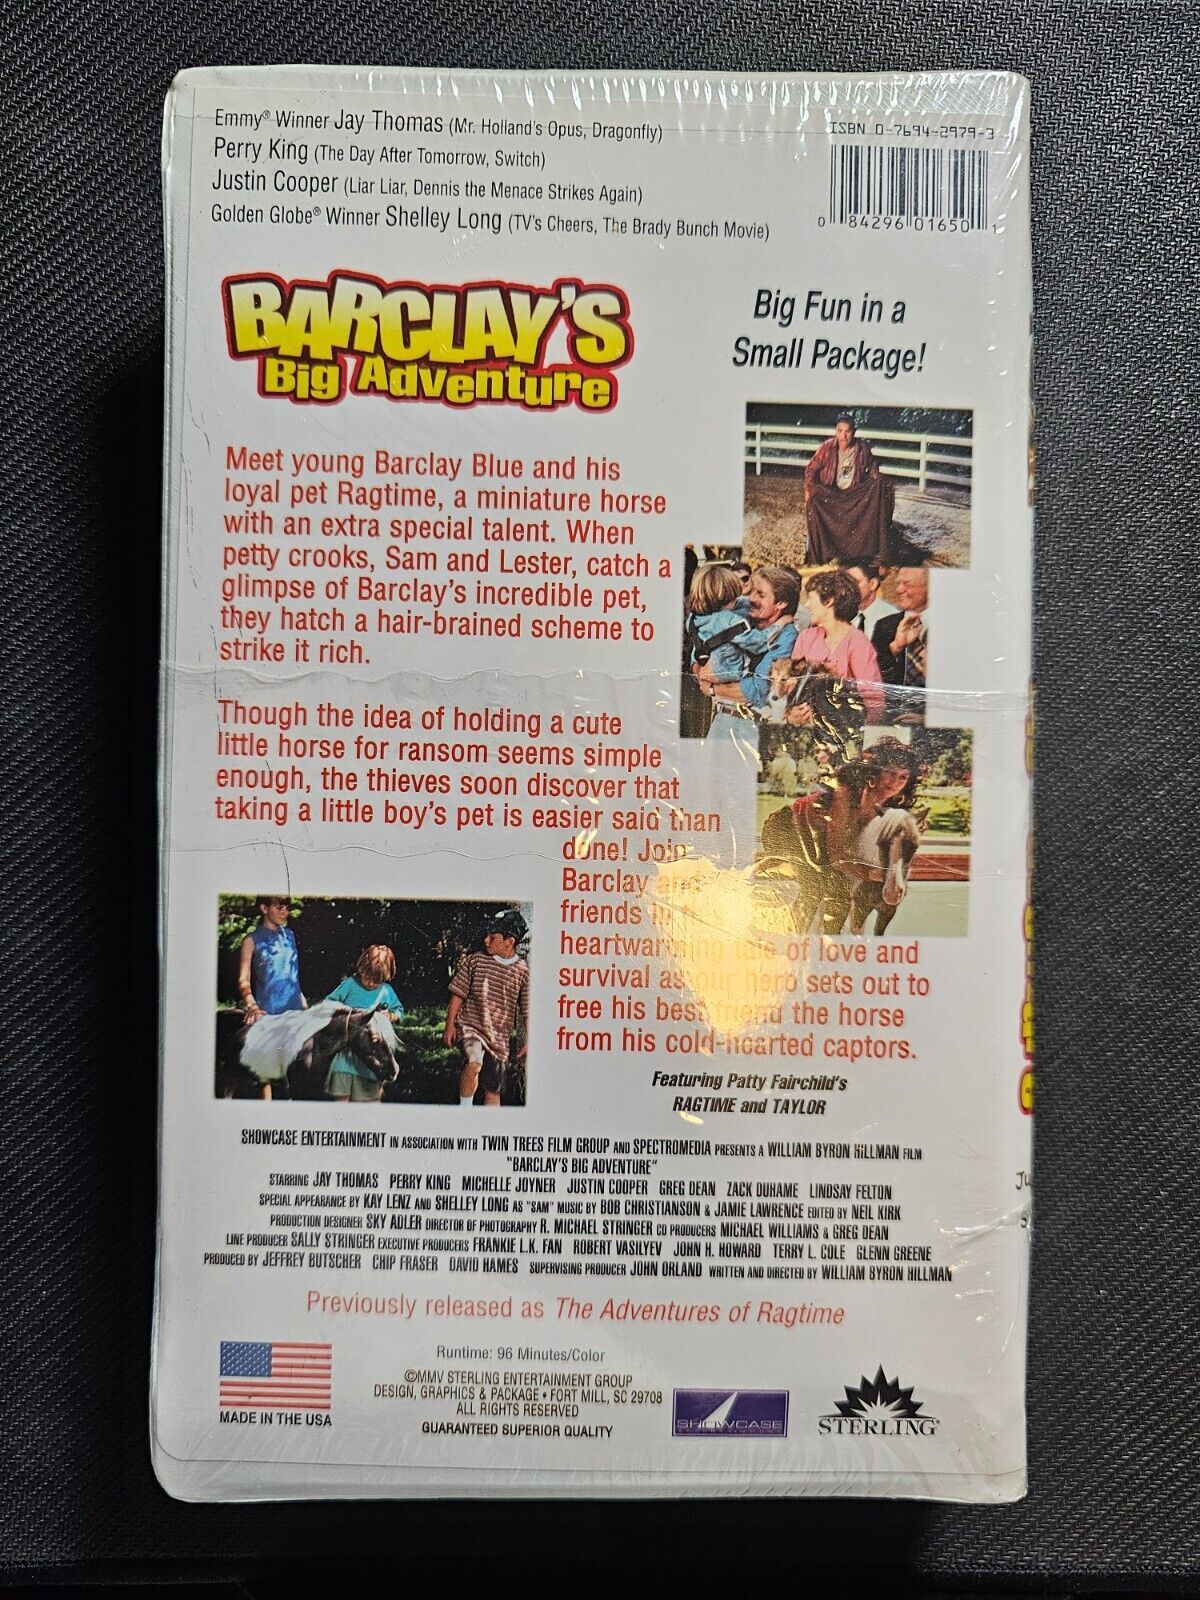 Emmy® Winner Jay Thomas (Mr. Holland's Opus, Dragonfly)
Perry King (The Day After Tomorrow, Switch)
Justin Cooper (Liar Liar, Dennis the Menace Strikes Again)
Golden Globe® Winner Shelley Long (TV's Cheers, The Brady Bunch Movie)
ISBN 0-7694-2979-3
0 84296 01650 1
BARCLAY'S
Big Adventure
Big Fun in a
Small Package!
Meet young Barclay Blue and his
loyal pet Ragtime, a miniature horse
with an extra special talent. When
petty crooks, Sam and Lester, catch a
glimpse of Barclay's incredible pet,
they hatch a hair-brained scheme to
strike it rich.
Though the idea of holding a cute
little horse for ransom seems simple
enough, the thieves soon discover that
taking a little boy's pet is easier said than
done! Join
Barclay and
friends in
heartwarming tale of love and
survival as our hero sets out to
free his best friend the horse
from his cold-hearted captors.
Featuring Patty Fairchild's
RAGTIME and TAYLOR
SHOWCASE ENTERTAINMENT IN ASSOCIATION WITH TWIN TREES FILM GROUP AND SPECTROMEDIA PRESENTS A WILLIAM BYRON HILLMAN FILM
"BARCLAY'S BIG ADVENTURE"
STARRING JAY THOMAS PERRY KING MICHELLE JOYNER JUSTIN COOPER GREG DEAN ZACK DUHAME LINDSAY FELTON
SPECIAL APPEARANCE BY KAY LENZ AND SHELLEY LONG AS "SAM" MUSIC BY BOB CHRISTIANSON & JAMIE LAWRENCE EDITED BY NEIL KIRK
PRODUCTION DESIGNER SKY ADLER DIRECTOR OF PHOTOGRAPHY R. MICHAEL STRINGER CO PRODUCERS MICHAEL WILLIAMS & GREG DEAN
LINE PRODUCER SALLY STRINGER EXECUTIVE PRODUCERS FRANKIE L.K. FAN ROBERT VASILYEV JOHN H. HOWARD TERRY L. COLE GLENN GREENE
PRODUCED BY JEFFREY BUTSCHER CHIP FRASER DAVID HAMES SUPERVISING PRODUCER JOHN ORLAND WRITTEN AND DIRECTED BY WILLIAM BYRON HILLMAN
Previously released as The Adventures of Ragtime
MADE IN THE USA
Runtime: 96 Minutes/Color
©MMV STERLING ENTERTAINMENT GROUP
DESIGN, GRAPHICS & PACKAGE • FORT MILL, SC 29708
ALL RIGHTS RESERVED
GUARANTEED SUPERIOR QUALITY
SHOWCASE
STERLING®